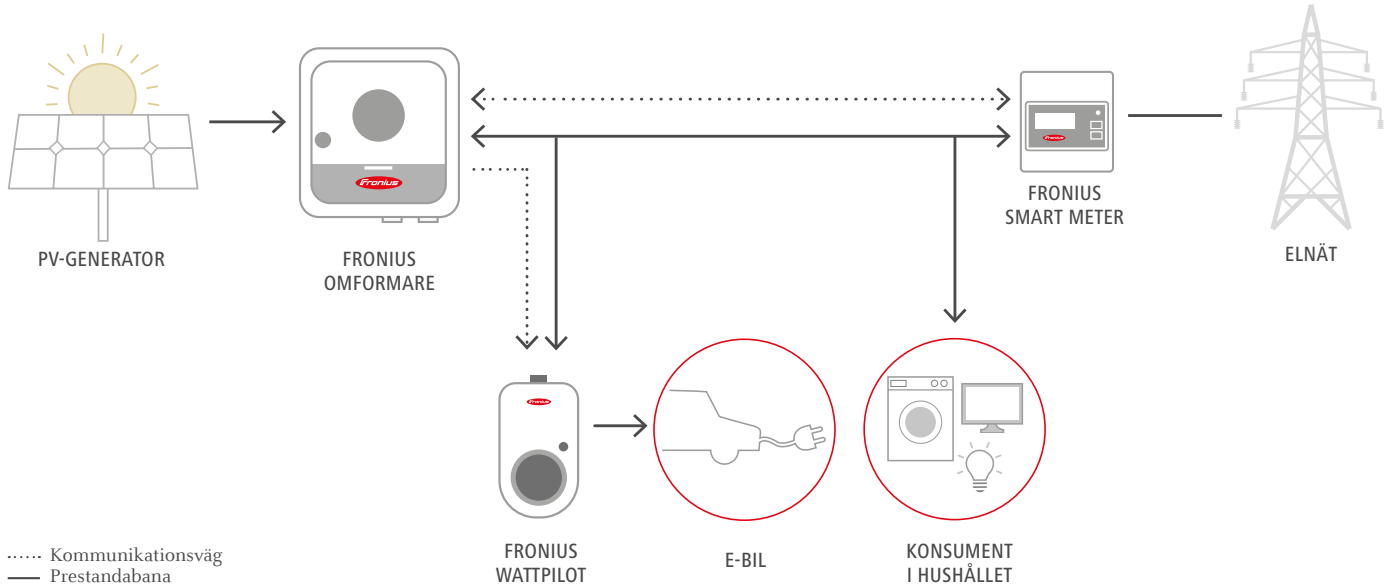 Fronius
Fronius
FRONIUS
SMART METER
PV-GENERATOR
FRONIUS
OMFORMARE
ELNÄT
Fronius
FRONIUS
WATTPILOT
E-BIL
KONSUMENT
I HUSHÅLLET
Kommunikationsväg
Prestandabana